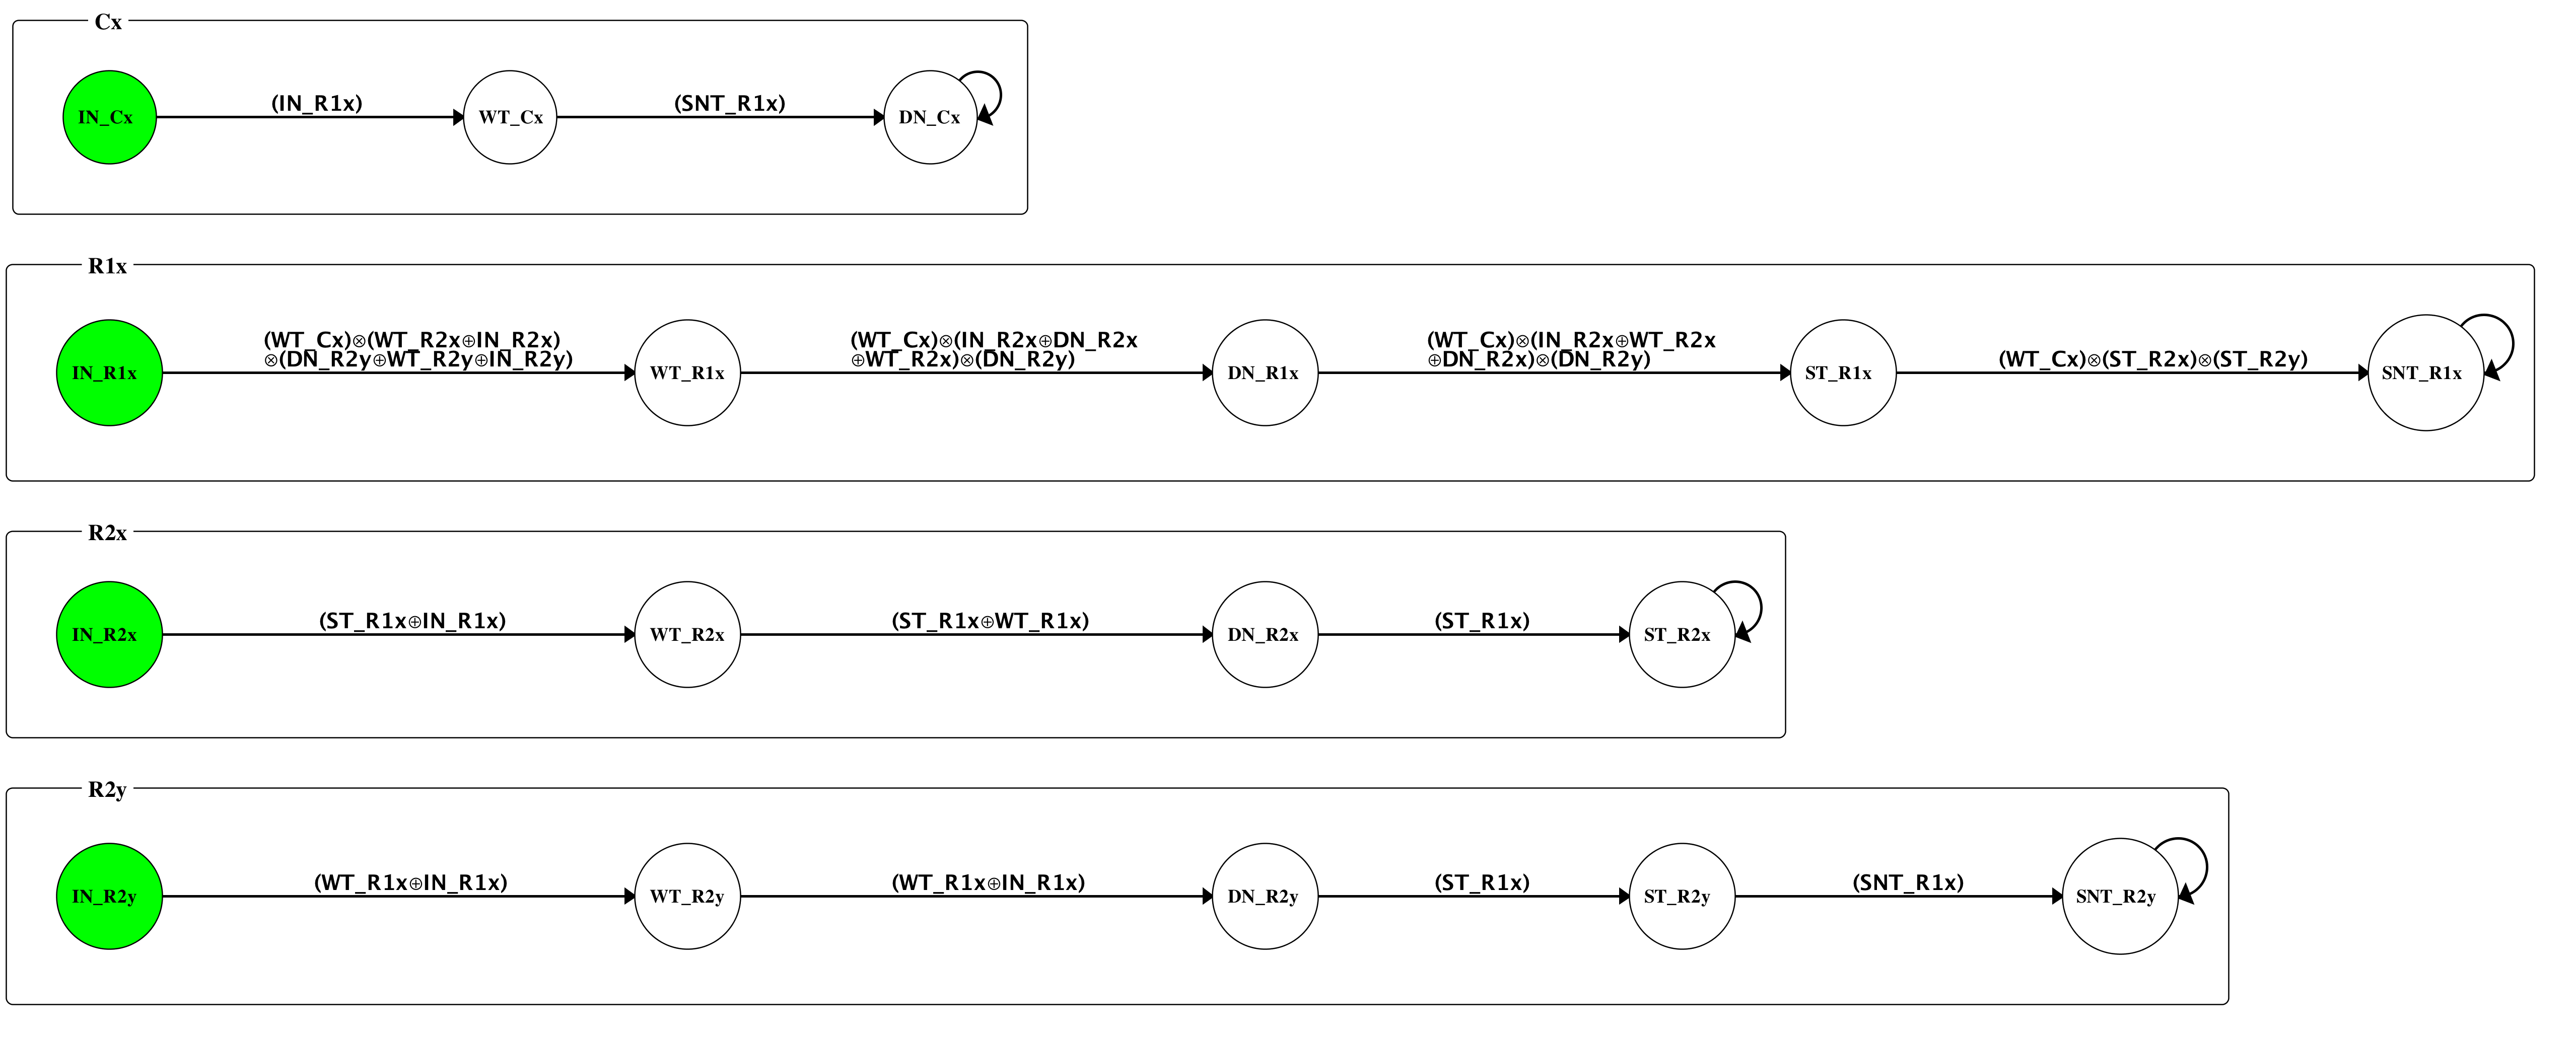 Cx
(IN_R1x)
(SNT_R1x)
IN_Cx
WT_Cx
DN_Cx
R1x
(WT_Cx)⊗(WT_R2x⊕IN_R2x)
⊗(DN_R2y⊕WT_R2y⊕IN_R2y)
(WT_Cx)⊗(IN_R2x⊕DN_R2x
⊕WT_R2x)⊗(DN_R2y)
(WT_Cx)⊗(IN_R2x⊕WT_R2x
⊕DN_R2x)⊗(DN_R2y)
(WT_Cx)⊗(ST_R2x)⊗(ST_R2y)
IN_R1x
WT_R1x
DN_R1x
ST_R1x
SNT_R1x
R2x
(ST_R1x⊕IN_R1x)
(ST_R1x⊕WT_R1x)
(ST_R1x)
IN_R2x
WT_R2x
DN_R2x
ST_R2x
R2y
(WT_R1x⊕IN_R1x)
(WT_R1x⊕IN_R1x)
(ST_R1x)
(SNT_R1x)
IN_R2y
WT_R2y
DN_R2y
ST_R2y
SNT_R2y